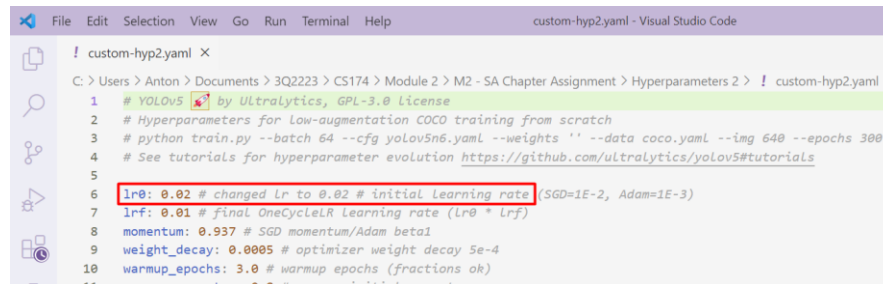 File Edit Selection View Go Run Terminal Help custom-hyp2.yaml - Visual Studio Code
! custom-hyp2.yaml ×
C: > Users > Anton > Documents > 3Q2223 > CS174 > Module 2 > M2 - SA Chapter Assignment > Hyperparameters 2 > ! custom-hyp2.yaml
1 # YOLOv5 🚀 by Ultralytics, GPL-3.0 license
2 # Hyperparameters for low-augmentation COCO training from scratch
3 # python train.py --batch 64 --cfg yolov5n6.yaml --weights '' --data coco.yaml --img 640 --epochs 300
4 # See tutorials for hyperparameter evolution https://github.com/ultralytics/yolov5#tutorials
5
6 lr0: 0.02 # changed lr to 0.02 # initial learning rate (SGD=1E-2, Adam=1E-3)
7 lrf: 0.01 # final OneCycleLR learning rate (lr0 * lrf)
8 momentum: 0.937 # SGD momentum/Adam beta1
9 weight_decay: 0.0005 # optimizer weight decay 5e-4
10 warmup_epochs: 3.0 # warmup epochs (fractions ok)